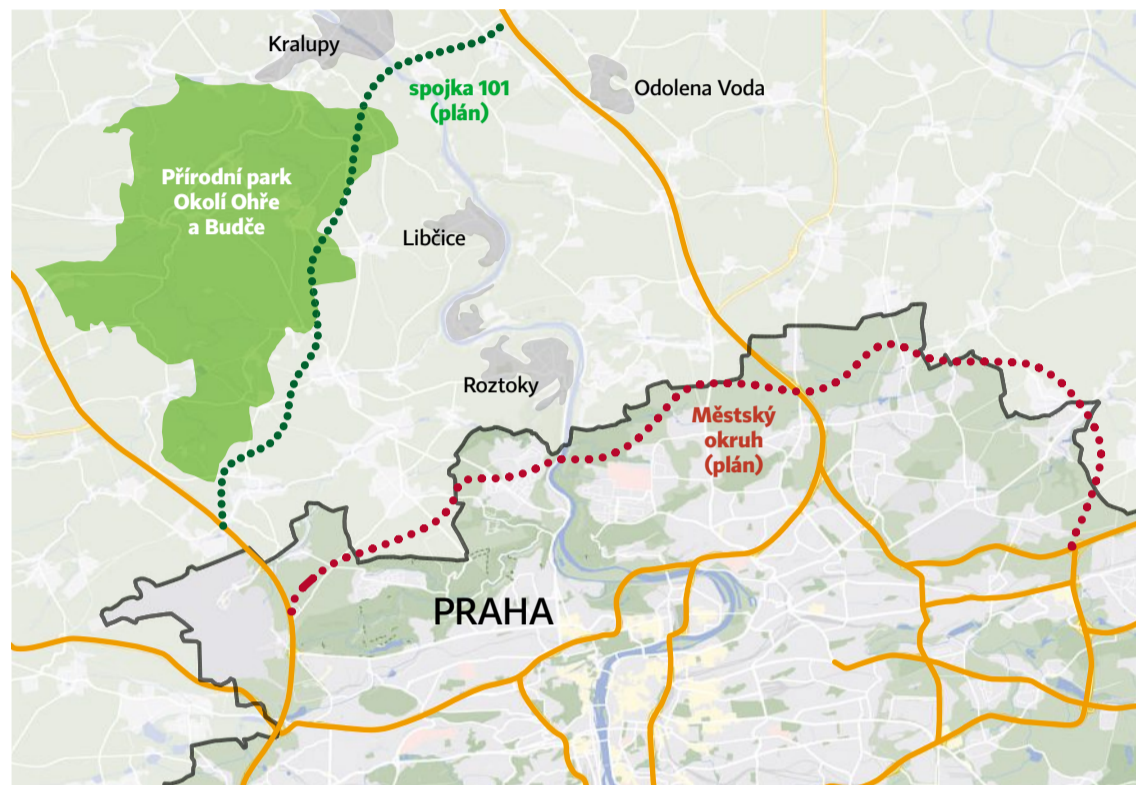 Kralupy
spojka 101
(plán)
Odolena Voda
Přírodní park
Okolí Ohře
a Budče
Libčice
Roztoky
Městský
okruh
(plán)
PRAHA